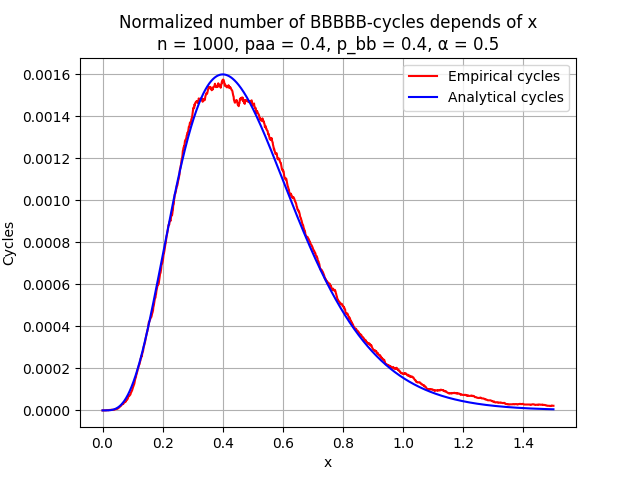 Normalized number of BBBBB-cycles depends of x
n = 1000, paa = 0.4, p_bb = 0.4, α = 0.5
Empirical cycles
Analytical cycles
Cycles
0.0016
0.0014
0.0012
0.0010
0.0008
0.0006
0.0004
0.0002
0.0000
0.0 0.2 0.4 0.6 0.8 1.0 1.2 1.4
x